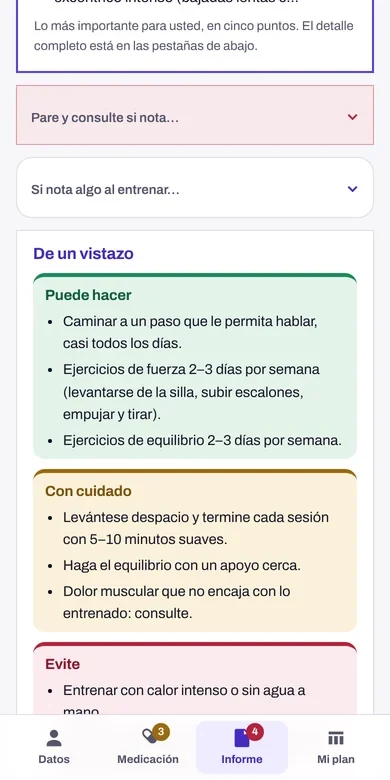 Lo más importante para usted, en cinco puntos. El detalle
completo está en las pestañas de abajo.
Pare y consulte si nota...
Si nota algo al entrenar...
De un vistazo
Puede hacer
• Caminar a un paso que le permita hablar,
casi todos los días.
• Ejercicios de fuerza 2–3 días por semana
(levantarse de la silla, subir escalones,
empujar y tirar).
• Ejercicios de equilibrio 2–3 días por semana.
Con cuidado
• Levántese despacio y termine cada sesión
con 5–10 minutos suaves.
• Haga el equilibrio con un apoyo cerca.
• Dolor muscular que no encaja con lo
entrenado: consulte.
Evite
• Entrenar con calor intenso o sin agua a
mano
3
4
Datos
Medicación
Informe
Mi plan